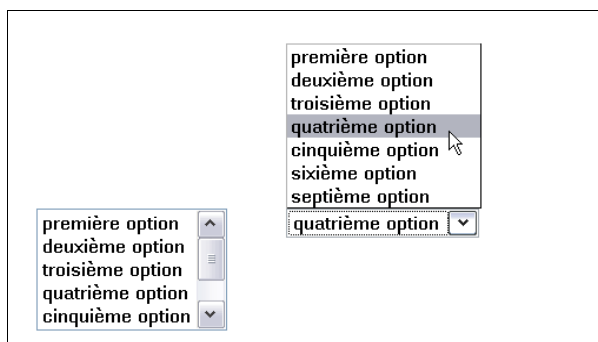 première option
deuxième option
troisième option
quatrième option
cinquième option
sixième option
septième option
quatrième option
première option
deuxième option
troisième option
quatrième option
cinquième option